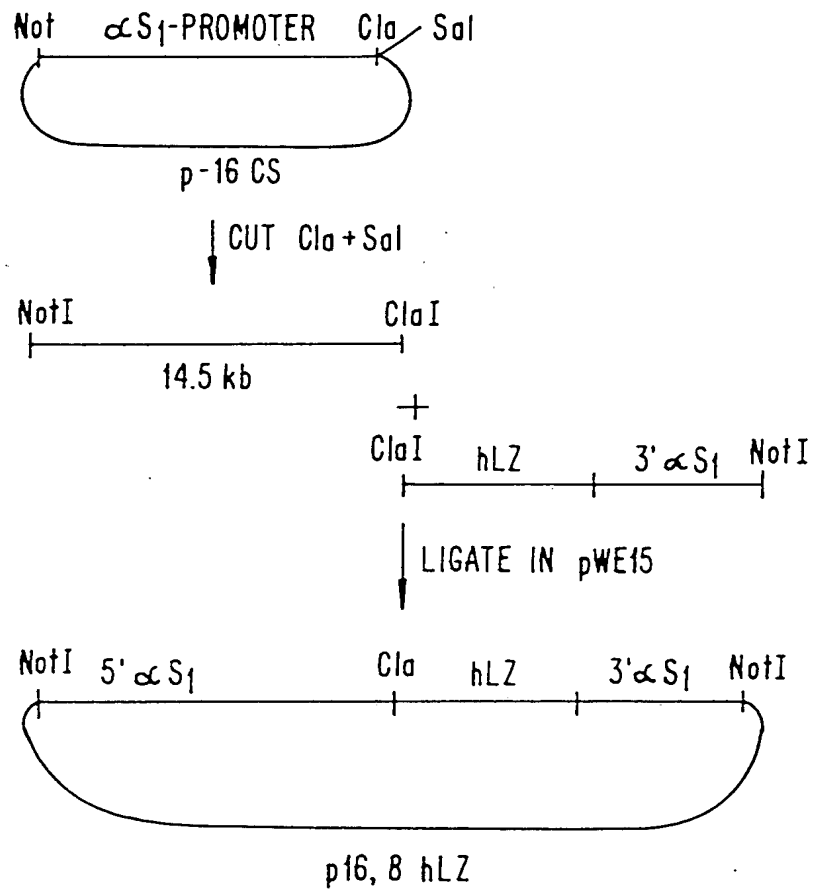 Not αS1-PROMOTER Cla Sal
p-16 CS
CUT Cla+Sal
NotI ClaI
14.5 kb
+
ClaI hLZ 3' αS1 NotI
LIGATE IN pWE15
NotI 5' αS1 Cla hLZ 3' αS1 NotI
p16, 8 hLZ